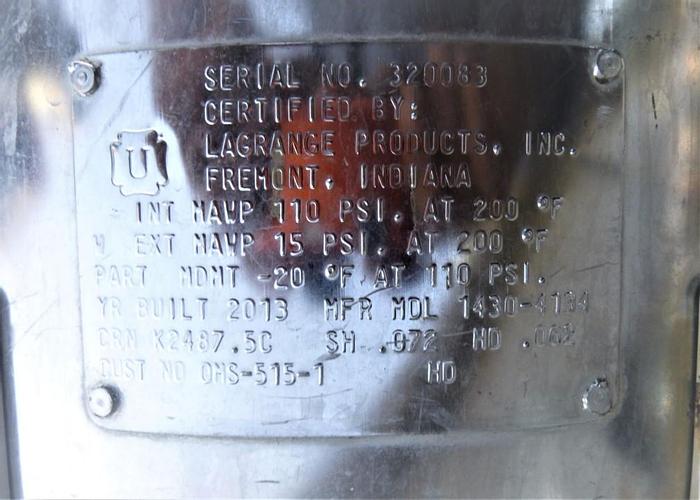 SERIAL NO. 320083
CERTIFIED BY:
LAGRANGE PRODUCTS, INC.
FREMONT, INDIANA
U
INT MAWP 110 PSI. AT 200 °F
W EXT MAWP 15 PSI. AT 200 °F
PART MDMT -20 °F AT 110 PSI.
YR BUILT 2013 MFR MDL 1430-4134
CRN K2487.5C SH .072 HD .062
CUST NO OMS-515-1 HD